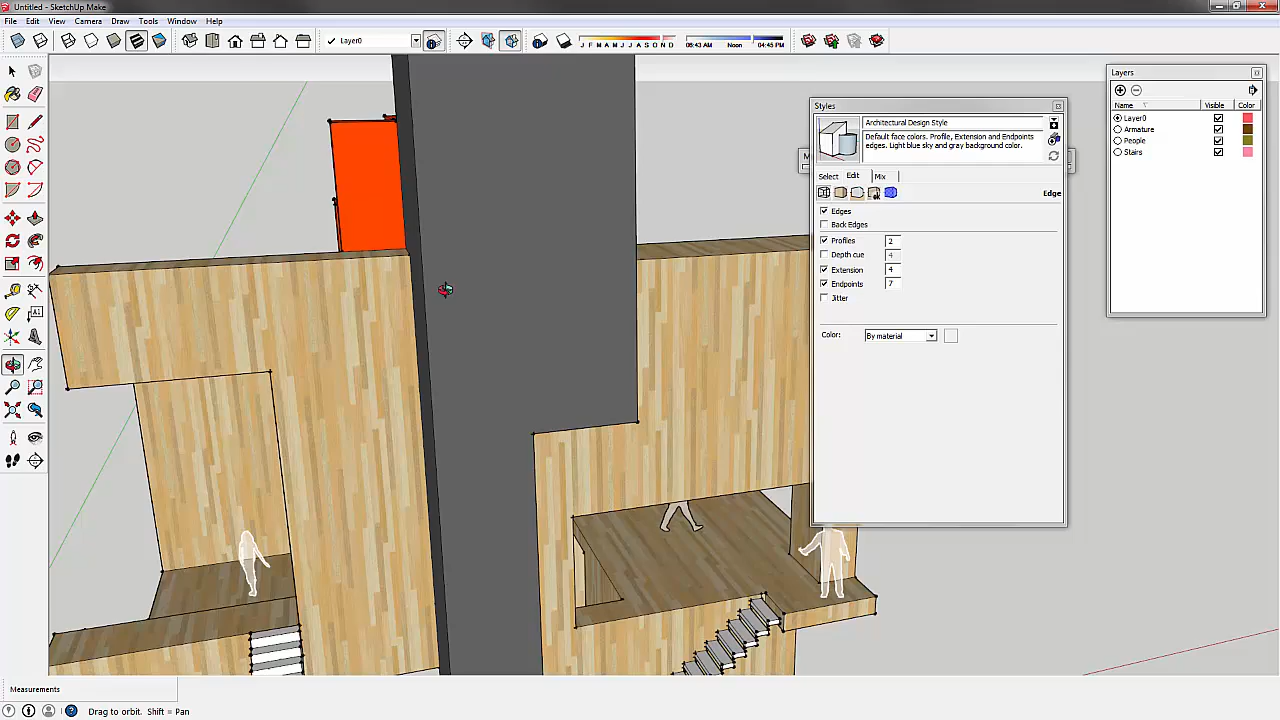 Untitled - SketchUp Make
File Edit View Camera Draw Tools Window Help
Layer0
J F M A M J J A S O N D
06:43 AM Noon 04:45 PM
Layers
Name Visible Color
Layer0
Armature
People
Stairs
Styles
Architectural Design Style
Default face colors. Profile, Extension and Endpoints
edges. Light blue sky and gray background color.
Select Edit Mix
Edge
Edges
Back Edges
Profiles 2
Depth cue 4
Extension 4
Endpoints 7
Jitter
Color: By material
Measurements
Drag to orbit. Shift = Pan